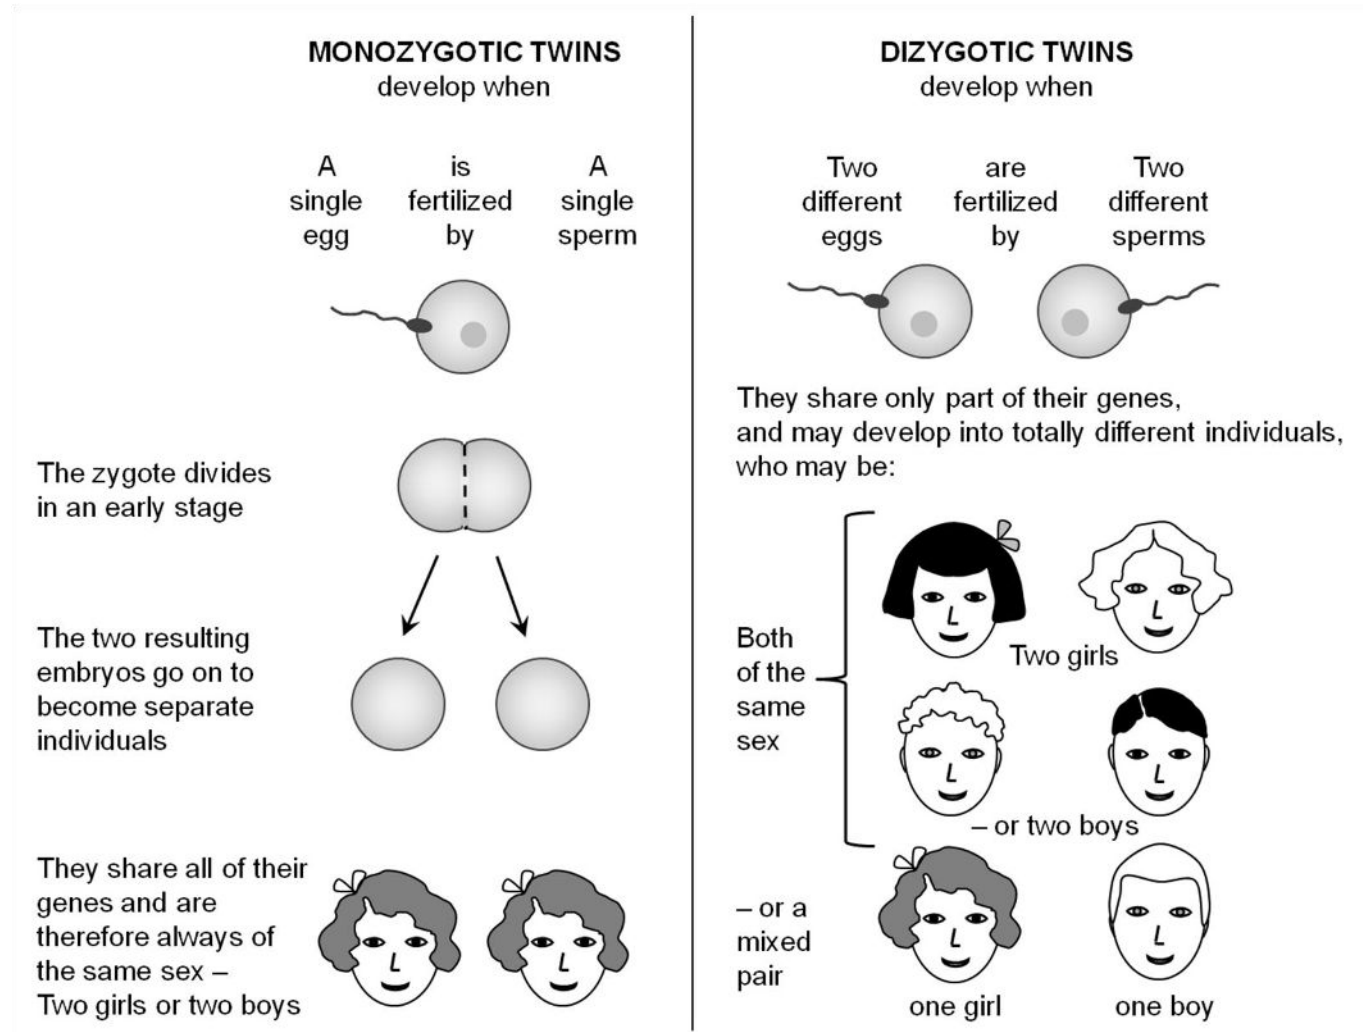 MONOZYGOTIC TWINS
develop when
A is A
single fertilized single
egg by sperm
The zygote divides
in an early stage
The two resulting
embryos go on to
become separate
individuals
They share all of their
genes and are
therefore always of
the same sex –
Two girls or two boys
DIZYGOTIC TWINS
develop when
Two are Two
different fertilized different
eggs by sperms
They share only part of their genes,
and may develop into totally different individuals,
who may be:
Both
of the
same
sex
Two girls
– or two boys
– or a
mixed
pair
one girl one boy